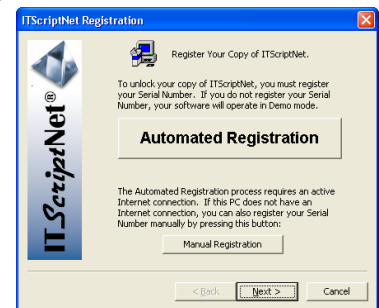 ITScriptNet Registration
Register Your Copy of ITScriptNet.
To unlock your copy of ITScriptNet, you must register
your Serial Number. If you do not register your Serial
Number, your software will operate in Demo mode.
Automated Registration
The Automated Registration process requires an active
Internet connection. If this PC does not have an
Internet connection, you can also register your Serial
Number manually by pressing this button:
Manual Registration
< Back
Next >
Cancel
IT.ScriptNet®